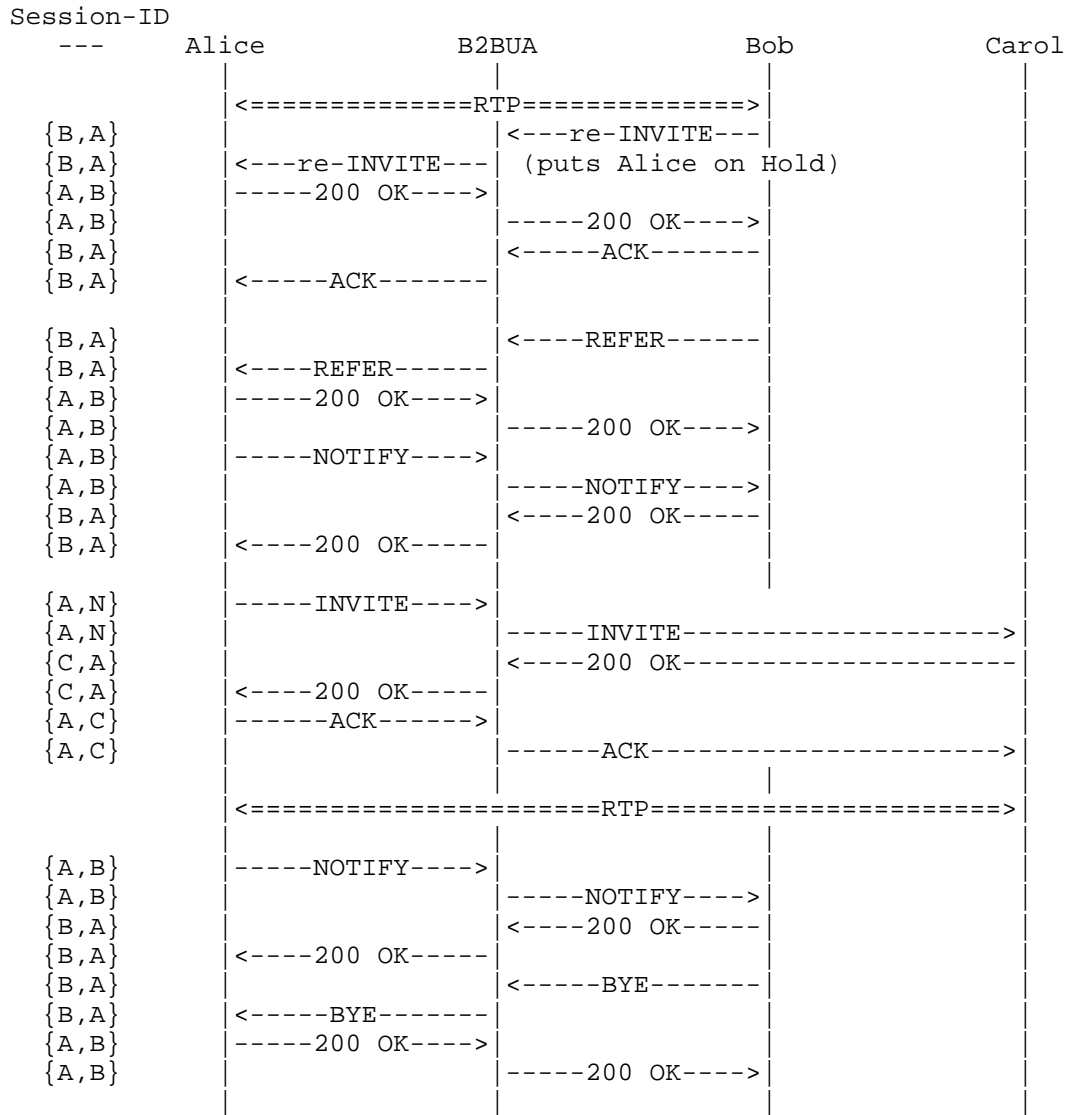 Session-ID
   ---     Alice            B2BUA             Bob            Carol
             |                |                |               |
             |<==============RTP==============>|               |
  {B,A}      |                |<---re-INVITE---|               |
  {B,A}      |<---re-INVITE---| (puts Alice on Hold)           |
  {A,B}      |-----200 OK---->|                |               |
  {A,B}      |                |-----200 OK---->|               |
  {B,A}      |                |<-----ACK-------|               |
  {B,A}      |<-----ACK-------|                |               |
             |                |                |               |
  {B,A}      |                |<----REFER------|               |
  {B,A}      |<----REFER------|                |               |
  {A,B}      |-----200 OK---->|                |               |
  {A,B}      |                |-----200 OK---->|               |
  {A,B}      |-----NOTIFY---->|                |               |
  {A,B}      |                |-----NOTIFY---->|               |
  {B,A}      |                |<----200 OK-----|               |
  {B,A}      |<----200 OK-----|                |               |
             |                |                |               |
  {A,N}      |-----INVITE---->|                                |
  {A,N}      |                |-----INVITE-------------------->|
  {C,A}      |                |<----200 OK---------------------|
  {C,A}      |<----200 OK-----|                                |
  {A,C}      |------ACK------>|                                |
  {A,C}      |                |------ACK---------------------->|
             |                |                |               |
             |<======================RTP======================>|
             |                |                |               |
  {A,B}      |-----NOTIFY---->|                |               |
  {A,B}      |                |-----NOTIFY---->|               |
  {B,A}      |                |<----200 OK-----|               |
  {B,A}      |<----200 OK-----|                |               |
  {B,A}      |                |<-----BYE-------|               |
  {B,A}      |<-----BYE-------|                |               |
  {A,B}      |-----200 OK---->|                |               |
  {A,B}      |                |-----200 OK---->|               |
             |                |                |               |